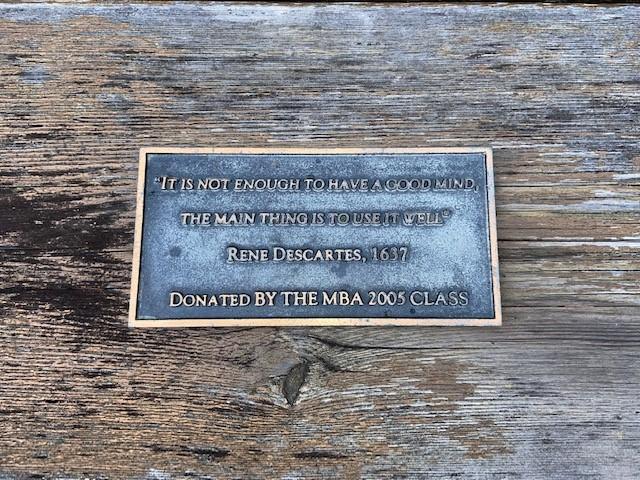 "IT IS NOT ENOUGH TO HAVE A GOOD MIND,
THE MAIN THING IS TO USE IT WELL"
RENE DESCARTES, 1637
DONATED BY THE MBA 2005 CLASS